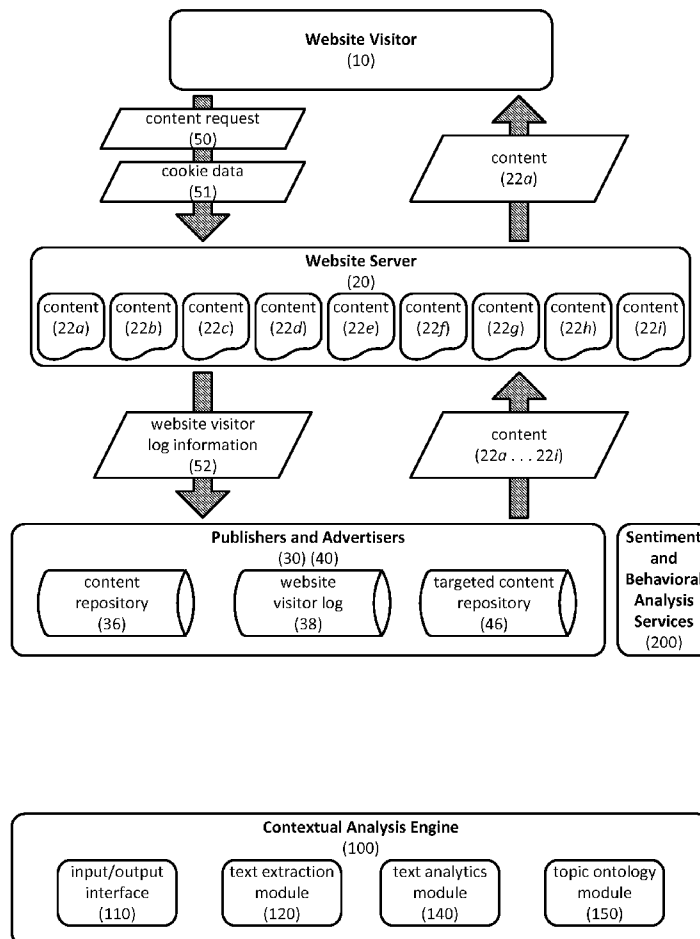 Website Visitor
(10)
content request
(50)
cookie data
(51)
content
(22a)
Website Server
(20)
content content content content content content content content content
(22a) (22b) (22c) (22d) (22e) (22f) (22g) (22h) (22i)
website visitor
log information
(52)
content
(22a . . . 22i)
Publishers and Advertisers
(30) (40)
content
repository
(36)
website
visitor log
(38)
targeted content
repository
(46)
Sentiment
and
Behavioral
Analysis
Services
(200)
Contextual Analysis Engine
(100)
input/output
interface
(110)
text extraction
module
(120)
text analytics
module
(140)
topic ontology
module
(150)